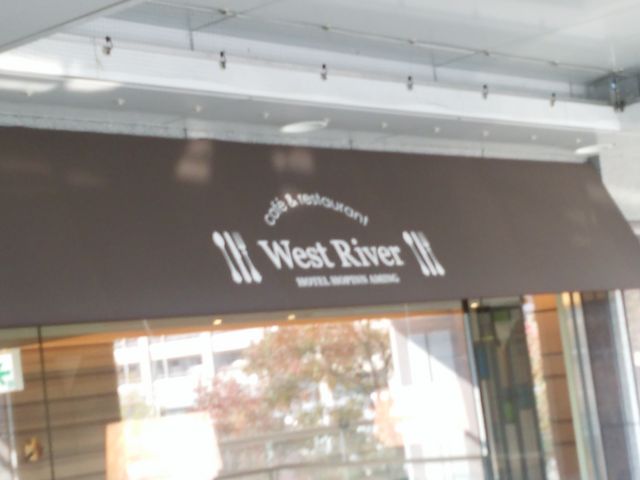 café & restaurant
West River
HOTEL HOPINN AMING